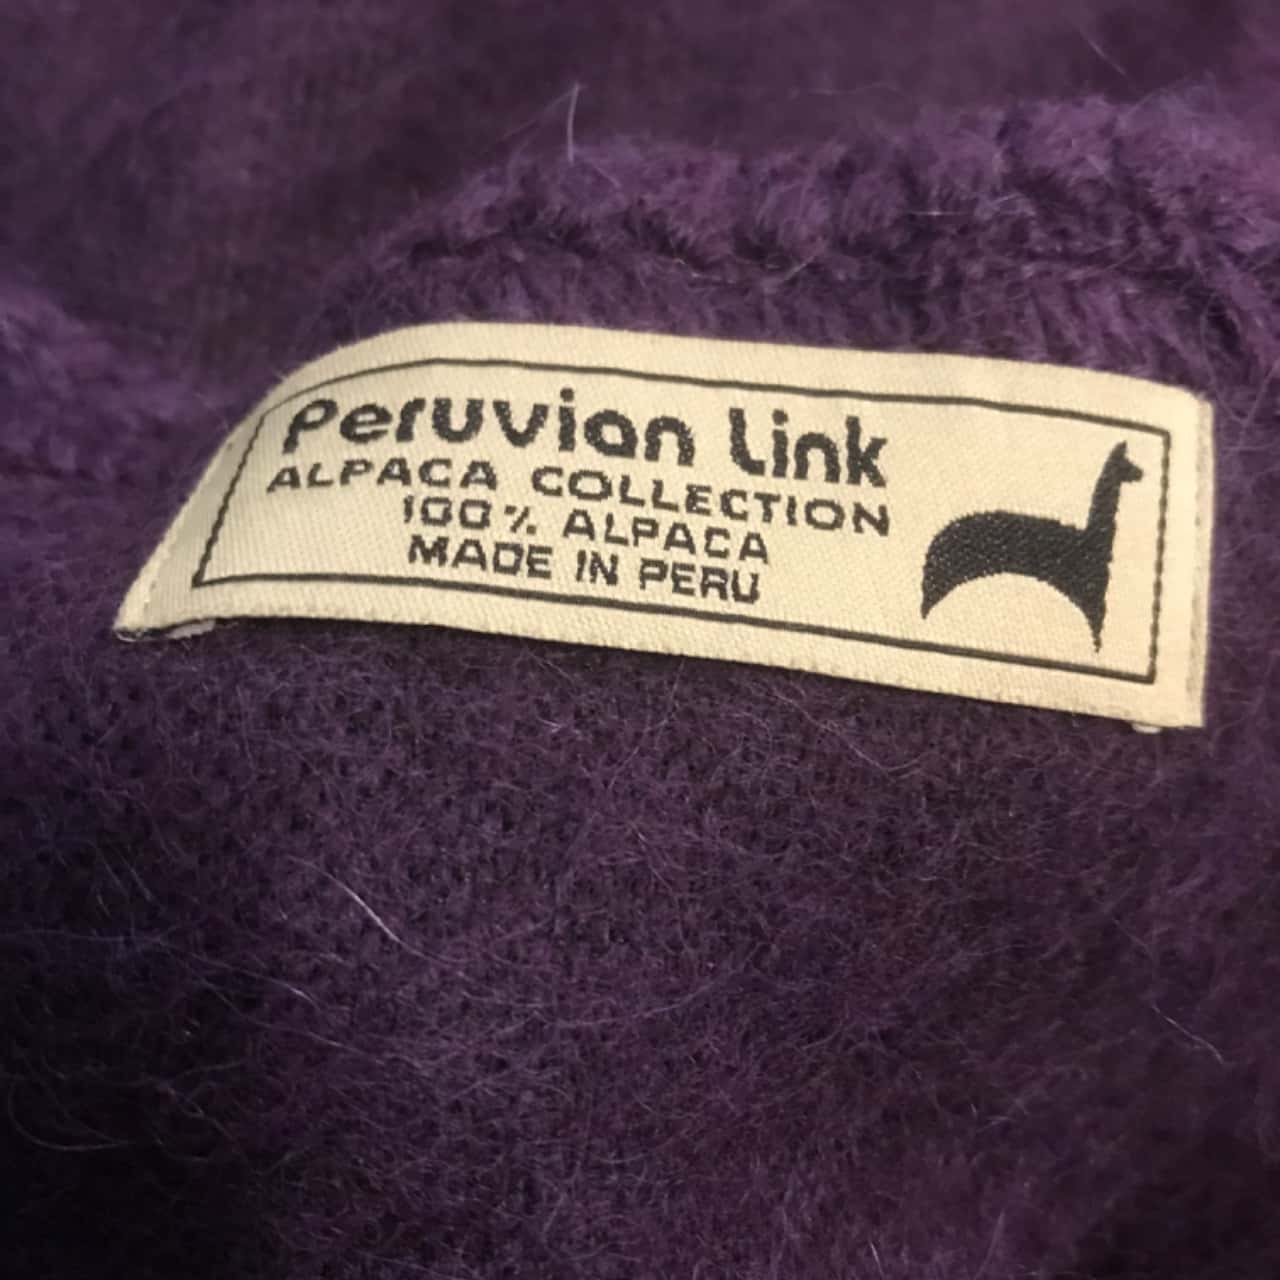 Peruvian Link
ALPACA COLLECTION
100% ALPACA
MADE IN PERU